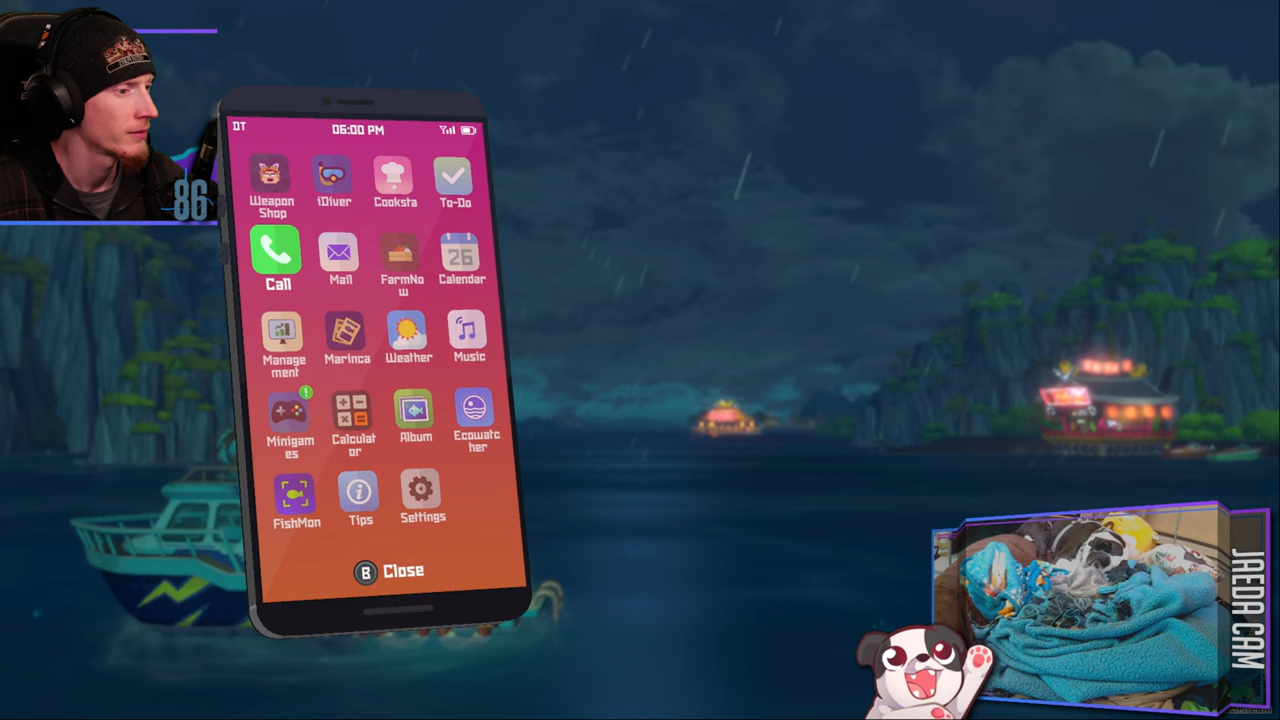 86
DT 06:00 PM
Weapon Shop
iDiver
Cooksta
To-Do
Call
Mail
FarmNo
w
26
Calendar
Manage
ment
Marinca
Weather
Music
!
Minigam
es
Calculat
or
Album
Ecowatc
her
FishMon
Tips
Settings
B Close
JAEDA CAM